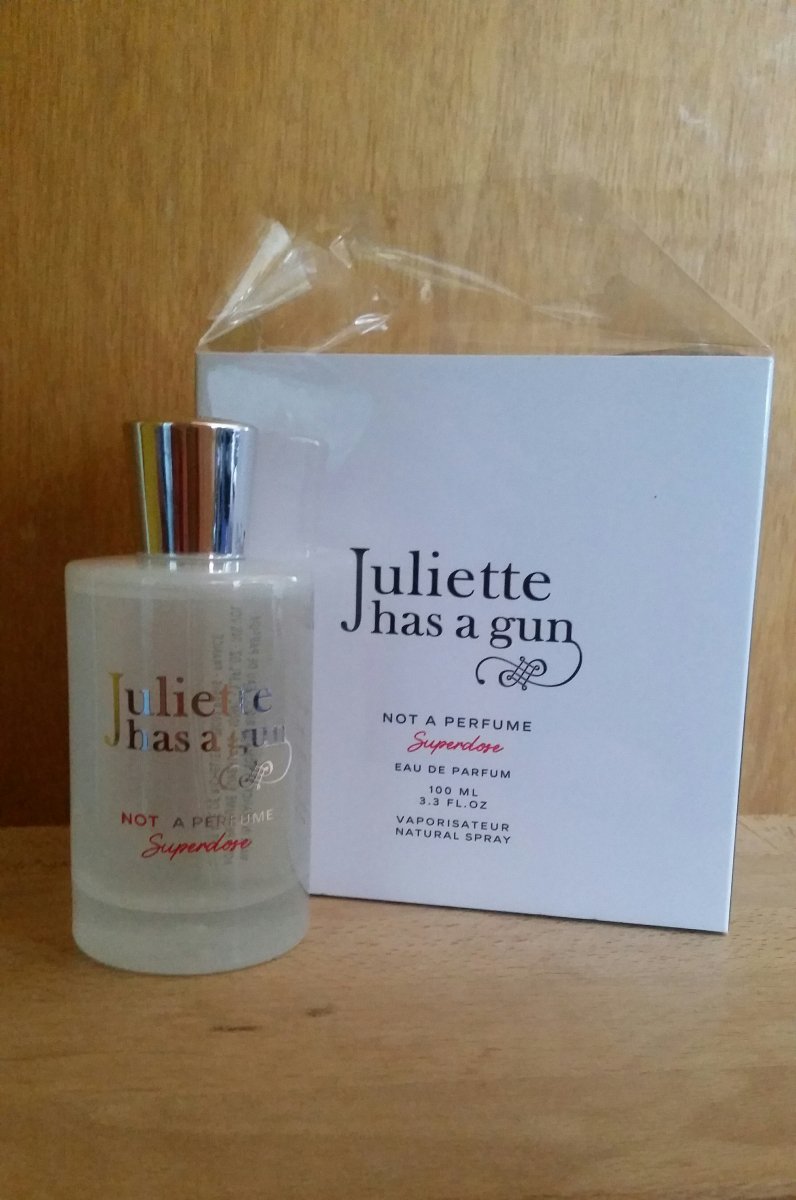 Juliette
has a gun
NOT A PERFUME
Superdose
EAU DE PARFUM
100 ML
3.3 FL.OZ
VAPORISATEUR
NATURAL SPRAY
Juliette
has a gun
NOT A PERFUME
Superdose